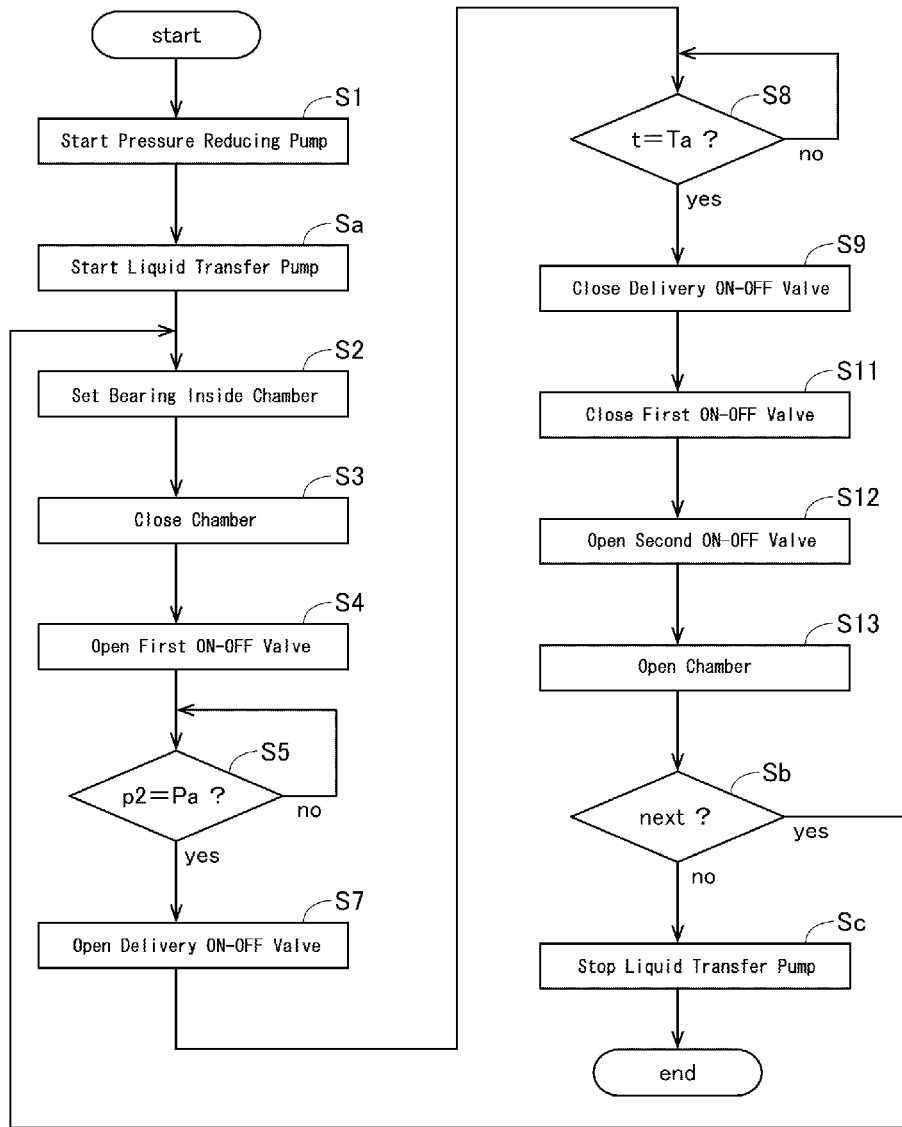 start
S1
Start Pressure Reducing Pump
Sa
Start Liquid Transfer Pump
S2
Set Bearing Inside Chamber
S3
Close Chamber
S4
Open First ON-OFF Valve
S5
p2=Pa ?
no
yes
S7
Open Delivery ON-OFF Valve
S8
t=Ta ?
no
yes
S9
Close Delivery ON-OFF Valve
S11
Close First ON-OFF Valve
S12
Open Second ON-OFF Valve
S13
Open Chamber
Sb
next ?
yes
no
Sc
Stop Liquid Transfer Pump
end